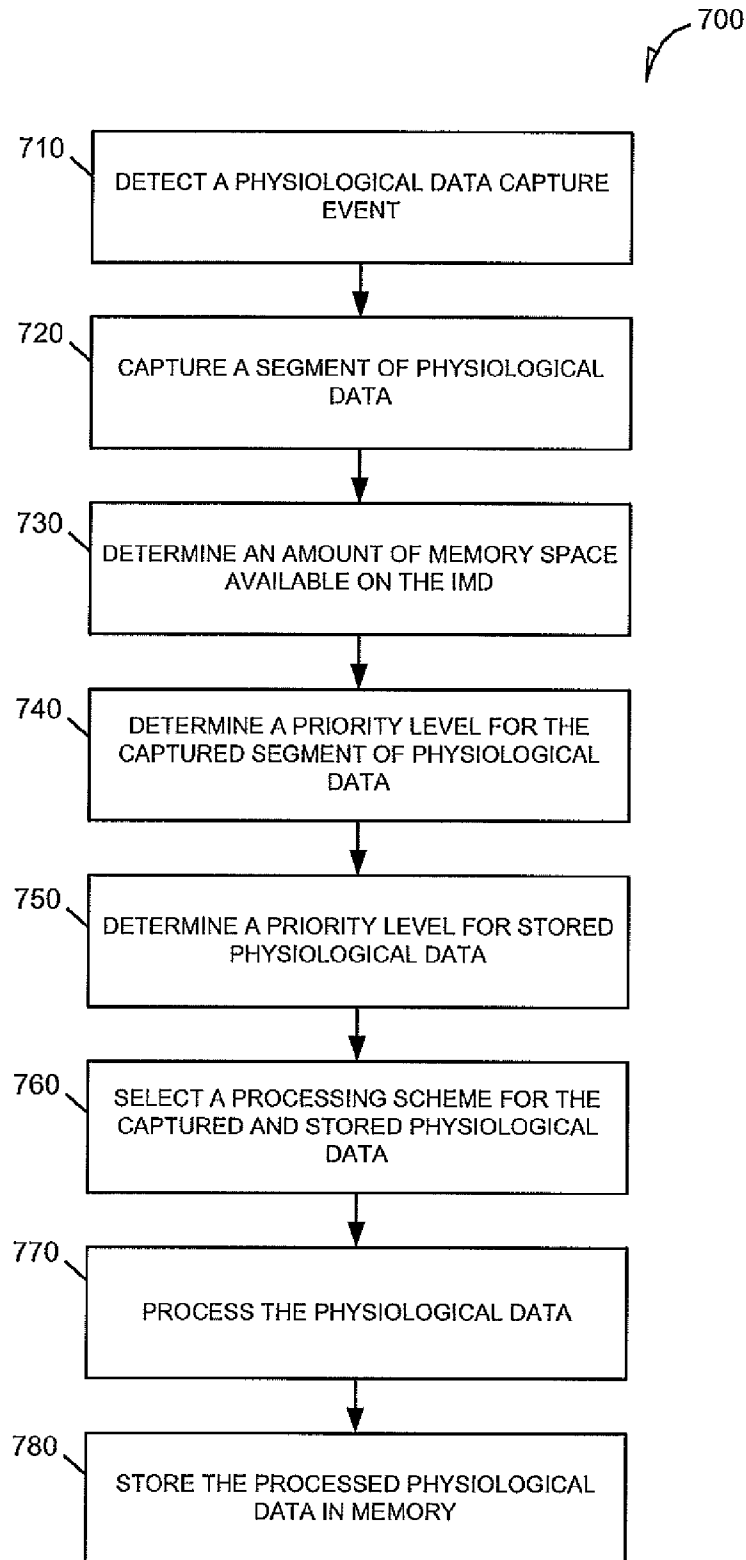 700
710
DETECT A PHYSIOLOGICAL DATA CAPTURE
EVENT
720
CAPTURE A SEGMENT OF PHYSIOLOGICAL
DATA
730
DETERMINE AN AMOUNT OF MEMORY SPACE
AVAILABLE ON THE IMD
740
DETERMINE A PRIORITY LEVEL FOR THE
CAPTURED SEGMENT OF PHYSIOLOGICAL
DATA
750
DETERMINE A PRIORITY LEVEL FOR STORED
PHYSIOLOGICAL DATA
760
SELECT A PROCESSING SCHEME FOR THE
CAPTURED AND STORED PHYSIOLOGICAL
DATA
770
PROCESS THE PHYSIOLOGICAL DATA
780
STORE THE PROCESSED PHYSIOLOGICAL
DATA IN MEMORY